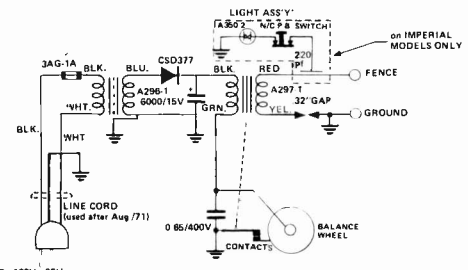 LIGHT ASS'Y'
A350 2 N/C P B SWITCH
on IMPERIAL
MODELS ONLY
3AG-1A
BLK.
BLU.
CSD377
BLK.
RED
220
Pf
FENCE
A296-1
6000/15V
A297-1
WHT.
GRN.
YEL.
32" GAP
GROUND
BLK.
WHT
LINE CORD
(used after Aug /71)
0 65/400V
CONTACTS
BALANCE
WHEEL